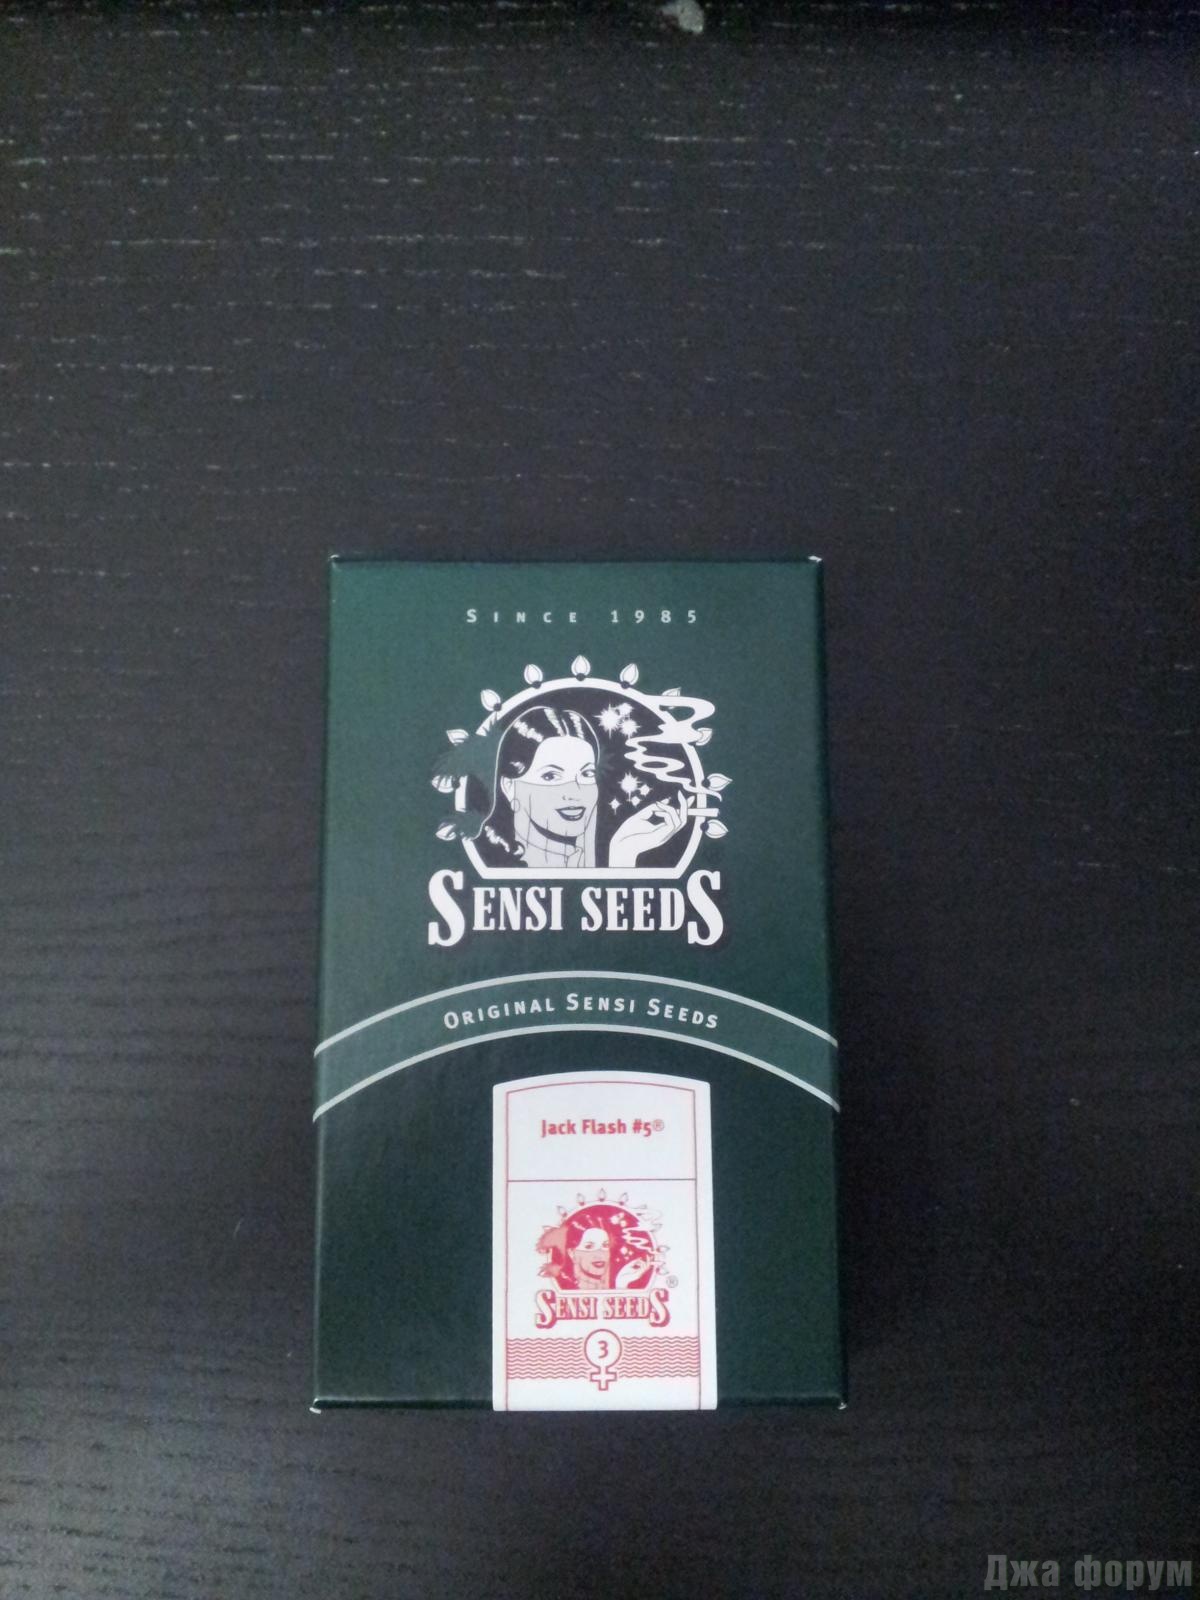 SINCE 1985
SENSI SEEDS
ORIGINAL SENSI SEEDS
Jack Flash #5®
®
SENSI SEEDS
3
Джа форум